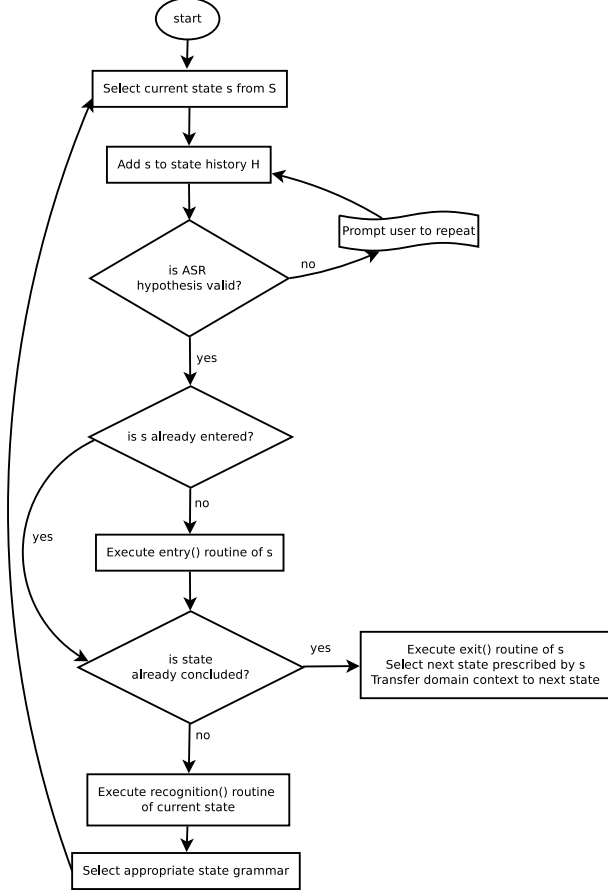 start
Select current state s from S
Add s to state history H
Prompt user to repeat
is ASR
hypothesis valid?
no
yes
is s already entered?
no
yes
Execute entry() routine of s
is state
already concluded?
yes
Execute exit() routine of s
Select next state prescribed by s
Transfer domain context to next state
no
Execute recognition() routine
of current state
Select appropriate state grammar